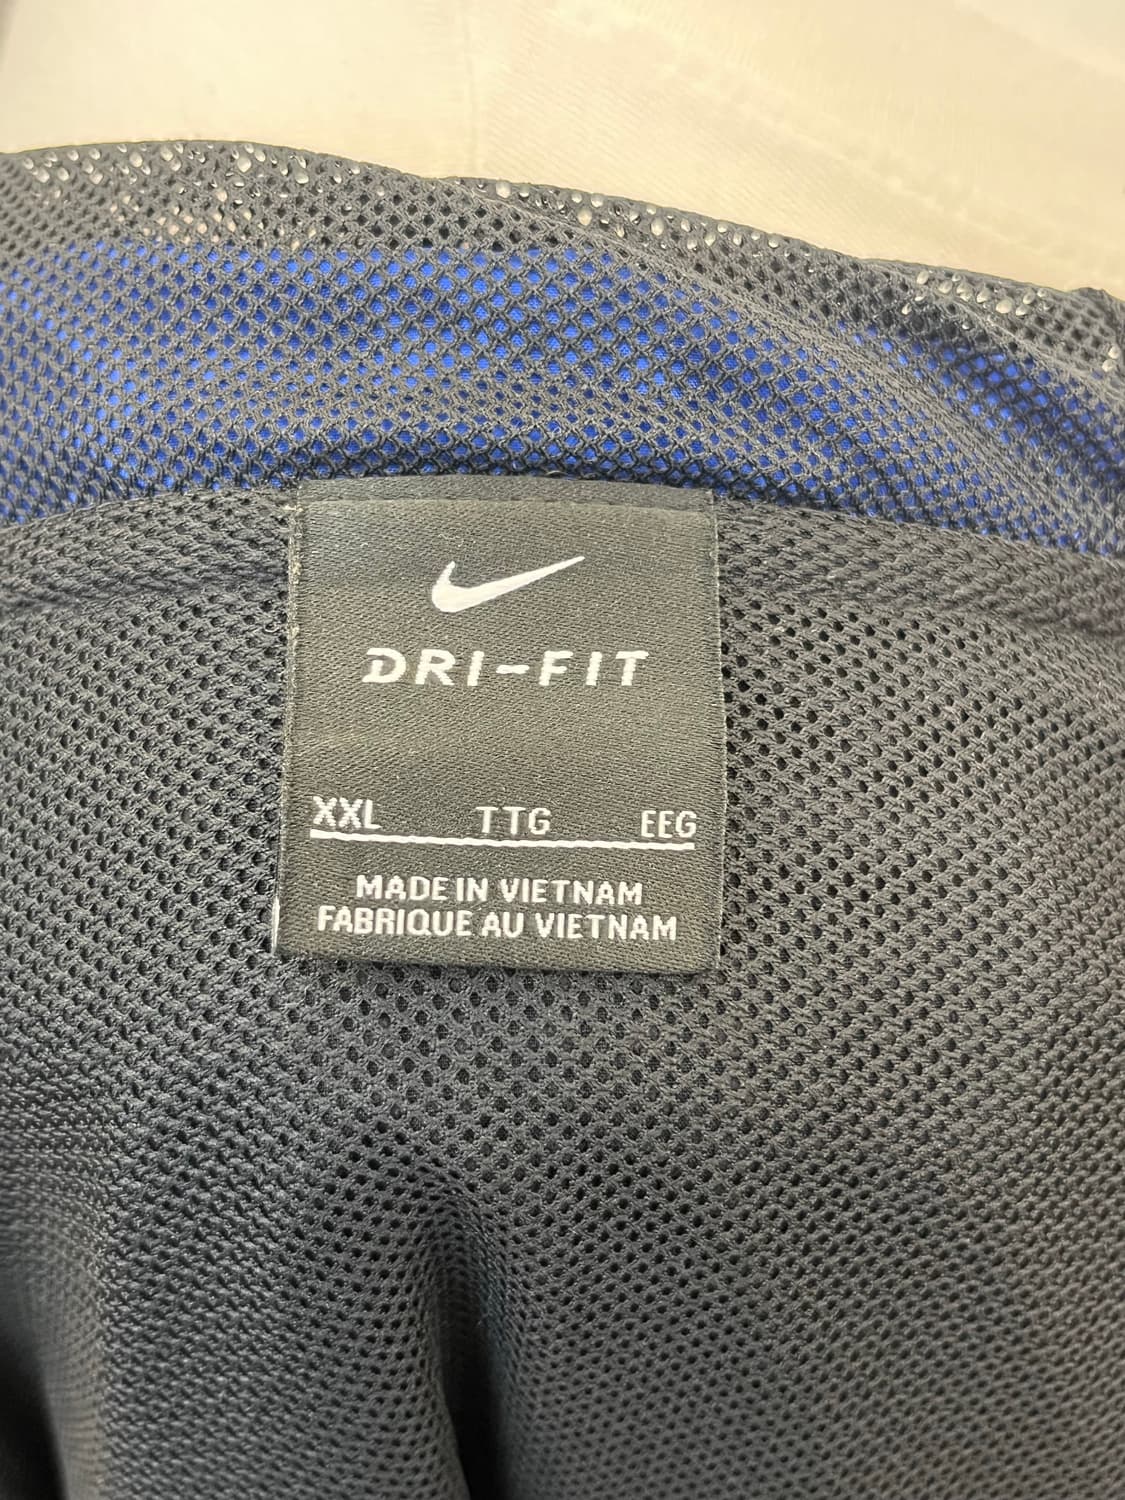 DRI-FIT
XXL TTG EEG
MADE IN VIETNAM
FABRIQUE AU VIETNAM